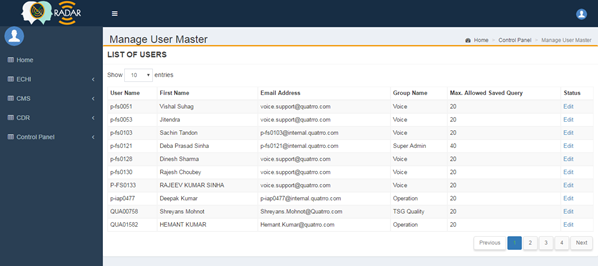 RADAR
Manage User Master
Home
Control Panel
Manage User Master
Home
ECHI
CMS
CDR
Control Panel
LIST OF USERS
Show 10 entries
User Name First Name Email Address Group Name Max. Allowed Saved Query Status
p-fs0051 Vishal Suhag voice.support@quatrro.com Voice 20 Edit
p-fs0053 Jitendra voice.support@quatrro.com Voice 20 Edit
p-fs0103 Sachin Tandon p-fs0103@internal.quatrro.com Voice 20 Edit
p-fs0121 Deba Prasad Sinha p-fs0121@internal.quatrro.com Super Admin 40 Edit
p-fs0128 Dinesh Sharma voice.support@quatrro.com Voice 20 Edit
p-fs0130 Rajesh Choubey voice.support@quatrro.com Voice 20 Edit
P-FS0133 RAJEEV KUMAR SINHA voice.support@quatrro.com Voice 20 Edit
p-iap0477 Deepak Kumar p-iap0477@internal.quatrro.com Operation 20 Edit
QUA00758 Shreyans Mohnot Shreyans.Mohnot@Quatrro.com TSG Quality 20 Edit
QUA01582 HEMANT KUMAR Hemant.Kumar@quatrro.com Operation 20 Edit
Previous 1 2 3 4 Next